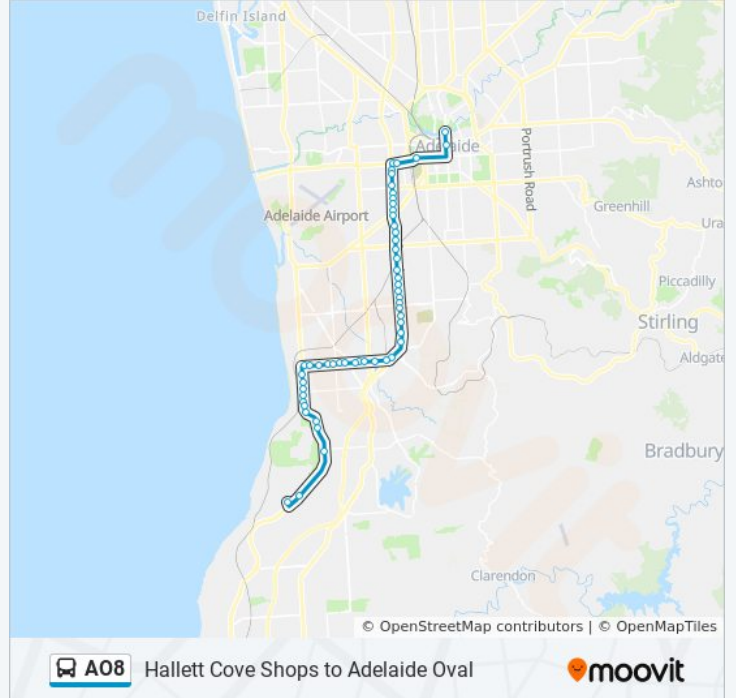 Delfin Island
Adelaide
Portrush Road
Ashto
Adelaide Airport
Greenhill
Ura
Piccadilly
Stirling
Aldgate
Bradbury
Clarendon
© OpenStreetMap contributors | © OpenMapTiles
AO8 Hallett Cove Shops to Adelaide Oval
moovit